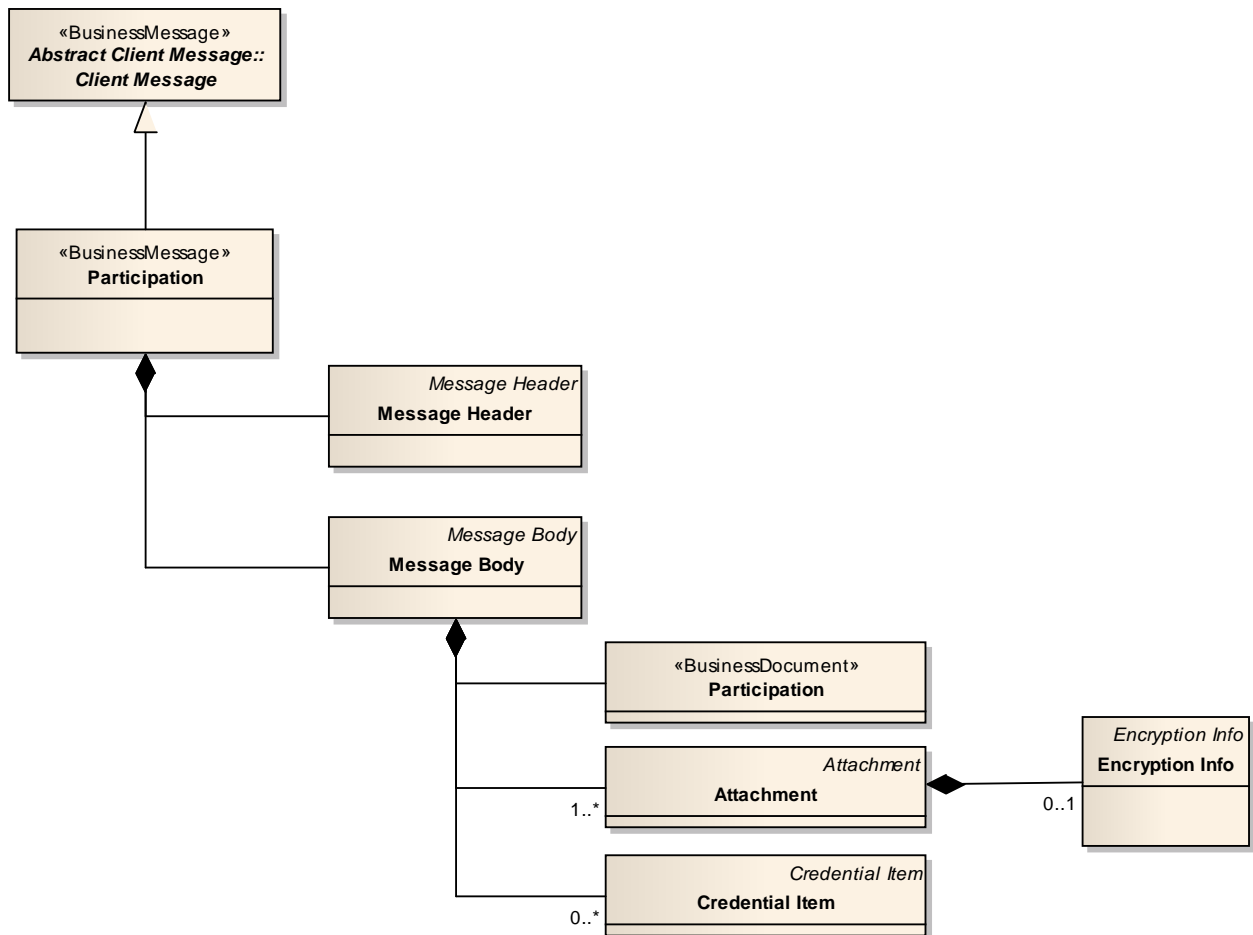 «BusinessMessage»
Abstract Client Message::
Client Message
«BusinessMessage»
Participation
Message Header
Message Header
Message Body
Message Body
«BusinessDocument»
Participation
Attachment
Attachment
1..*
Encryption Info
Encryption Info
0..1
Credential Item
Credential Item
0..*